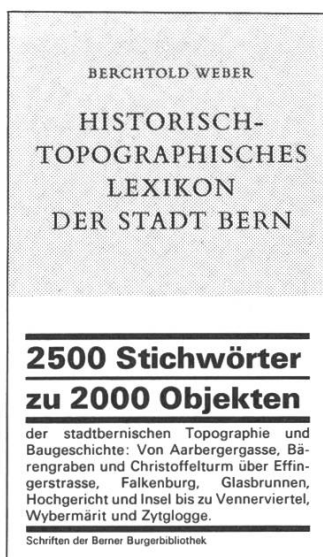 BERCHTOLD WEBER
HISTORISCH-
TOPOGRAPHISCHES
LEXIKON
DER STADT BERN
2500 Stichwörter
zu 2000 Objekten
der stadtbernischen Topographie und
Baugeschichte: Von Aarbergergasse, Bä-
rengraben und Christoffelturm über Effin-
gerstrasse, Falkenburg, Glasbrunnen,
Hochgericht und Insel bis zu Vennerviertel,
Wybermärit und Zytglogge.
Schriften der Berner Burgerbibliothek